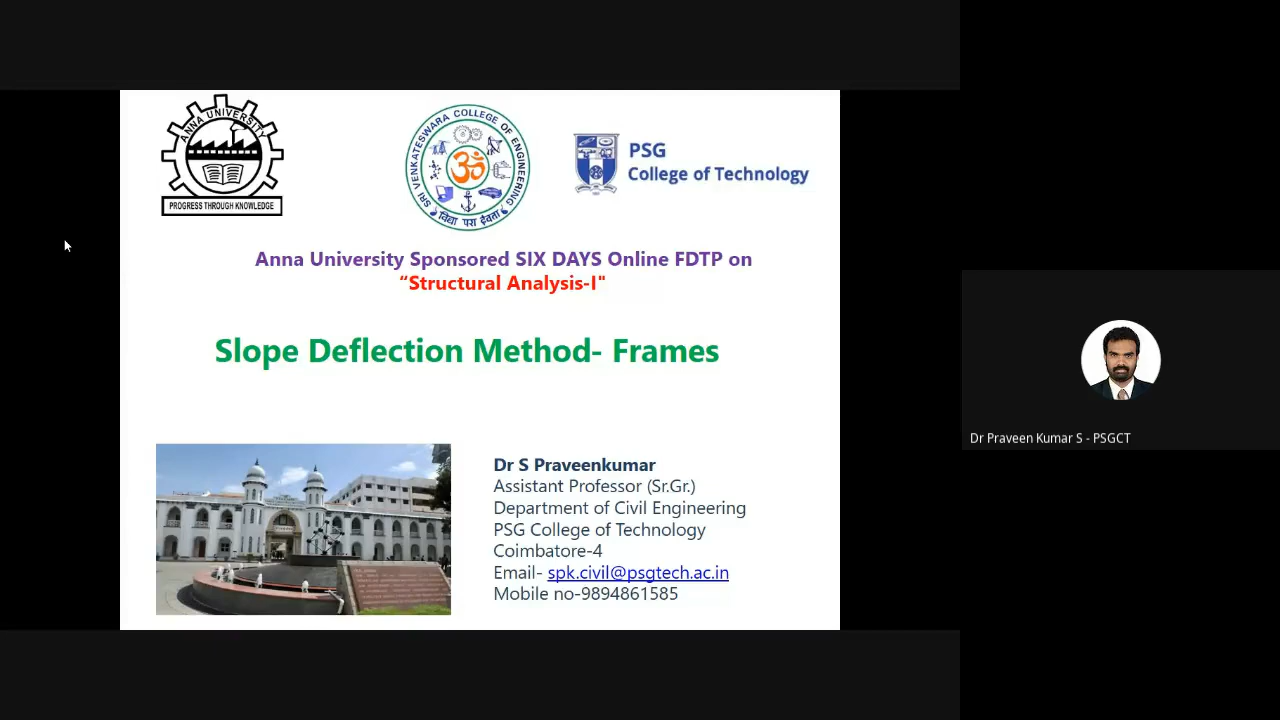 ANNA UNIVERSITY
PROGRESS THROUGH KNOWLEDGE
SRI VENKATESWARA COLLEGE OF ENGINEERING
विद्या परा देवता
PSG
College of Technology
Anna University Sponsored SIX DAYS Online FDTP on
“Structural Analysis-I"
Slope Deflection Method- Frames
Dr S Praveenkumar
Assistant Professor (Sr.Gr.)
Department of Civil Engineering
PSG College of Technology
Coimbatore-4
Email- spk.civil@psgtech.ac.in
Mobile no-9894861585
Dr Praveen Kumar S - PSGCT